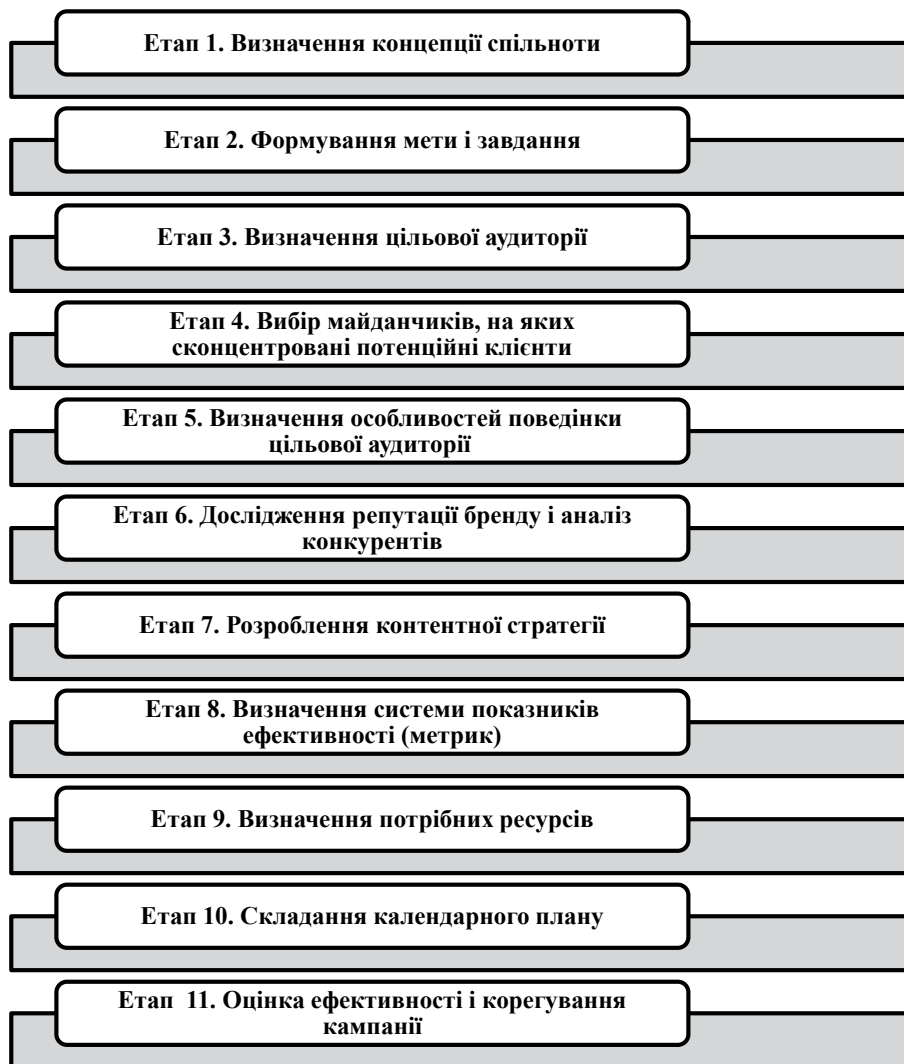 Етап 1. Визначення концепції спільноти
Етап 2. Формування мети і завдання
Етап 3. Визначення цільової аудиторії
Етап 4. Вибір майданчиків, на яких
сконцентровані потенційні клієнти
Етап 5. Визначення особливостей поведінки
цільової аудиторії
Етап 6. Дослідження репутації бренду і аналіз
конкурентів
Етап 7. Розроблення контентної стратегії
Етап 8. Визначення системи показників
ефективності (метрик)
Етап 9. Визначення потрібних ресурсів
Етап 10. Складання календарного плану
Етап  11. Оцінка ефективності і корегування
кампанії